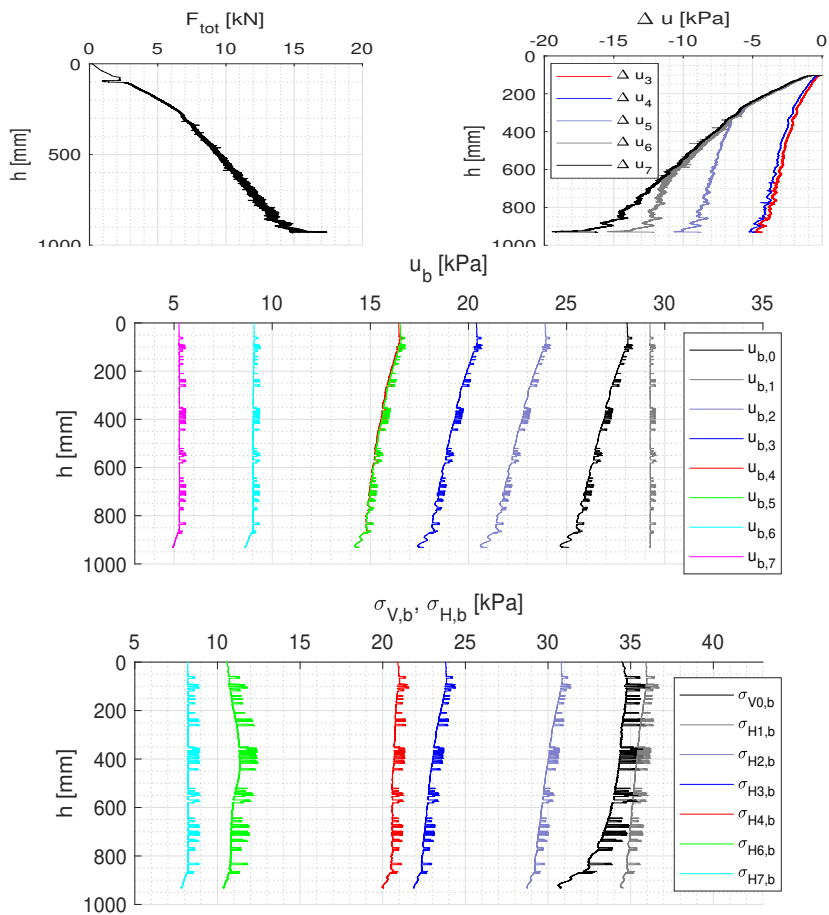 F_tot [kN]
0 5 10 15 20
0
500
1000
h [mm]
Δ u [kPa]
-20 -15 -10 -5 0
0
200
400
600
800
1000
h [mm]
Δ u_3
Δ u_4
Δ u_5
Δ u_6
Δ u_7
u_b [kPa]
5 10 15 20 25 30 35
0
200
400
600
800
1000
h [mm]
u_b,0
u_b,1
u_b,2
u_b,3
u_b,4
u_b,5
u_b,6
u_b,7
σ_V,b, σ_H,b [kPa]
5 10 15 20 25 30 35 40
0
200
400
600
800
1000
h [mm]
σ_V0,b
σ_H1,b
σ_H2,b
σ_H3,b
σ_H4,b
σ_H6,b
σ_H7,b